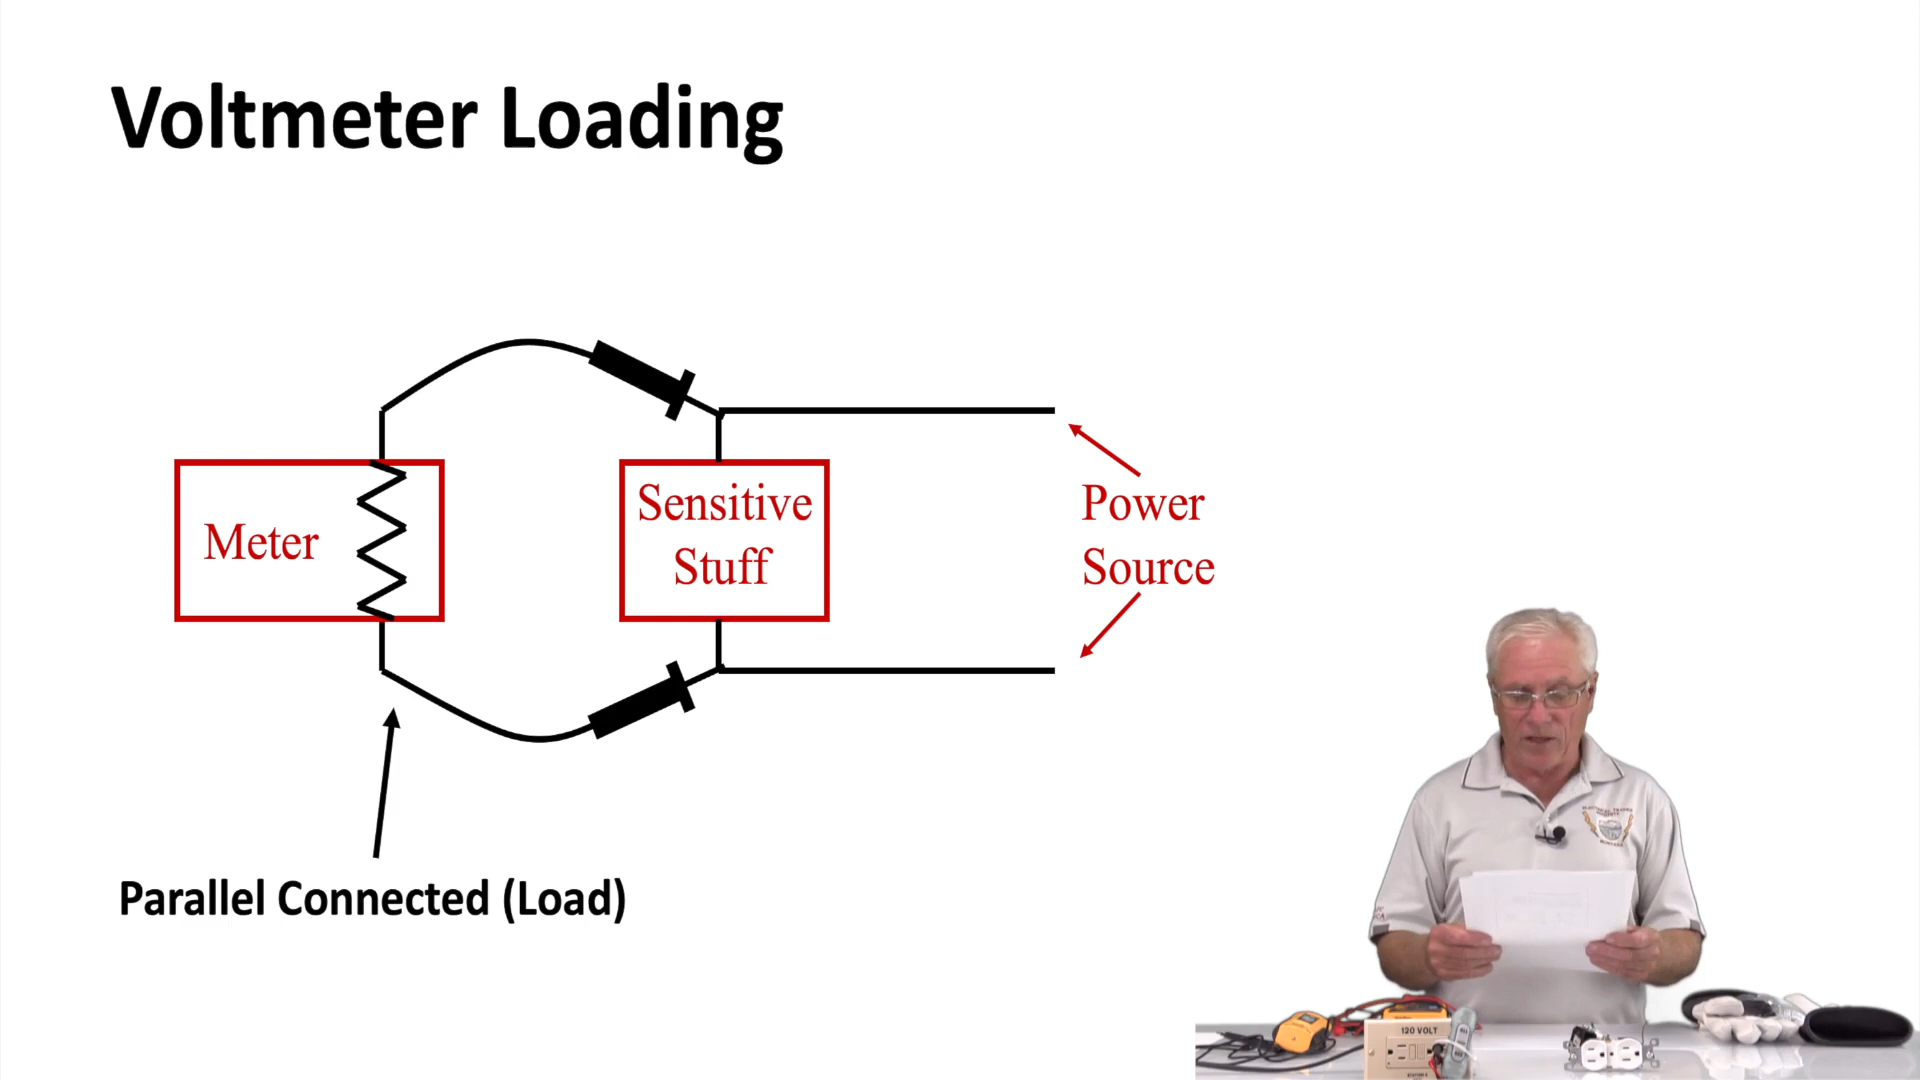 Voltmeter Loading
Meter
Sensitive
Stuff
Power
Source
Parallel Connected (Load)
120 VOLT